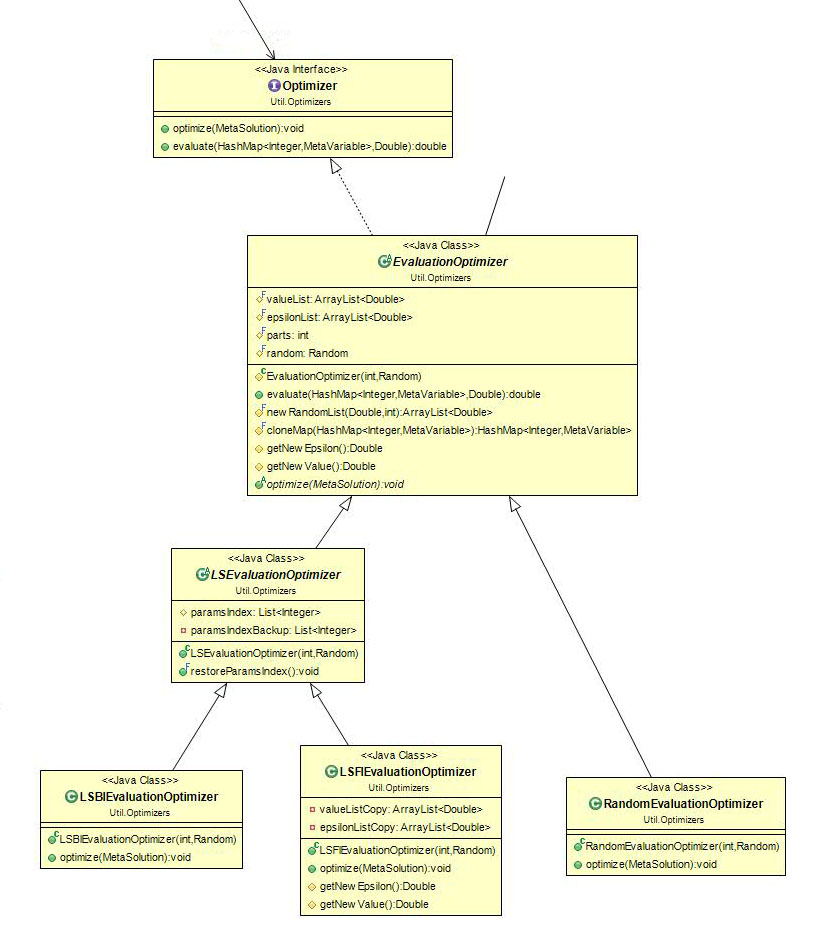 <<Java Interface>>
Optimizer
Util.Optimizers
optimize(MetaSolution):void
evaluate(HashMap<Integer,MetaVariable>,Double):double
<<Java Class>>
EvaluationOptimizer
Util.Optimizers
valueList: ArrayList<Double>
epsilonList: ArrayList<Double>
parts: int
random: Random
EvaluationOptimizer(int,Random)
evaluate(HashMap<Integer,MetaVariable>,Double):double
new RandomList(Double,int):ArrayList<Double>
cloneMap(HashMap<Integer,MetaVariable>):HashMap<Integer,MetaVariable>
getNew Epsilon():Double
getNew Value():Double
optimize(MetaSolution):void
<<Java Class>>
LSEvaluationOptimizer
Util.Optimizers
paramsIndex: List<Integer>
paramsIndexBackup: List<Integer>
LSEvaluationOptimizer(int,Random)
restoreParamsIndex():void
<<Java Class>>
LSBIEvaluationOptimizer
Util.Optimizers
LSBIEvaluationOptimizer(int,Random)
optimize(MetaSolution):void
<<Java Class>>
LSFIEvaluationOptimizer
Util.Optimizers
valueListCopy: ArrayList<Double>
epsilonListCopy: ArrayList<Double>
LSFIEvaluationOptimizer(int,Random)
optimize(MetaSolution):void
getNew Epsilon():Double
getNew Value():Double
<<Java Class>>
RandomEvaluationOptimizer
Util.Optimizers
RandomEvaluationOptimizer(int,Random)
optimize(MetaSolution):void